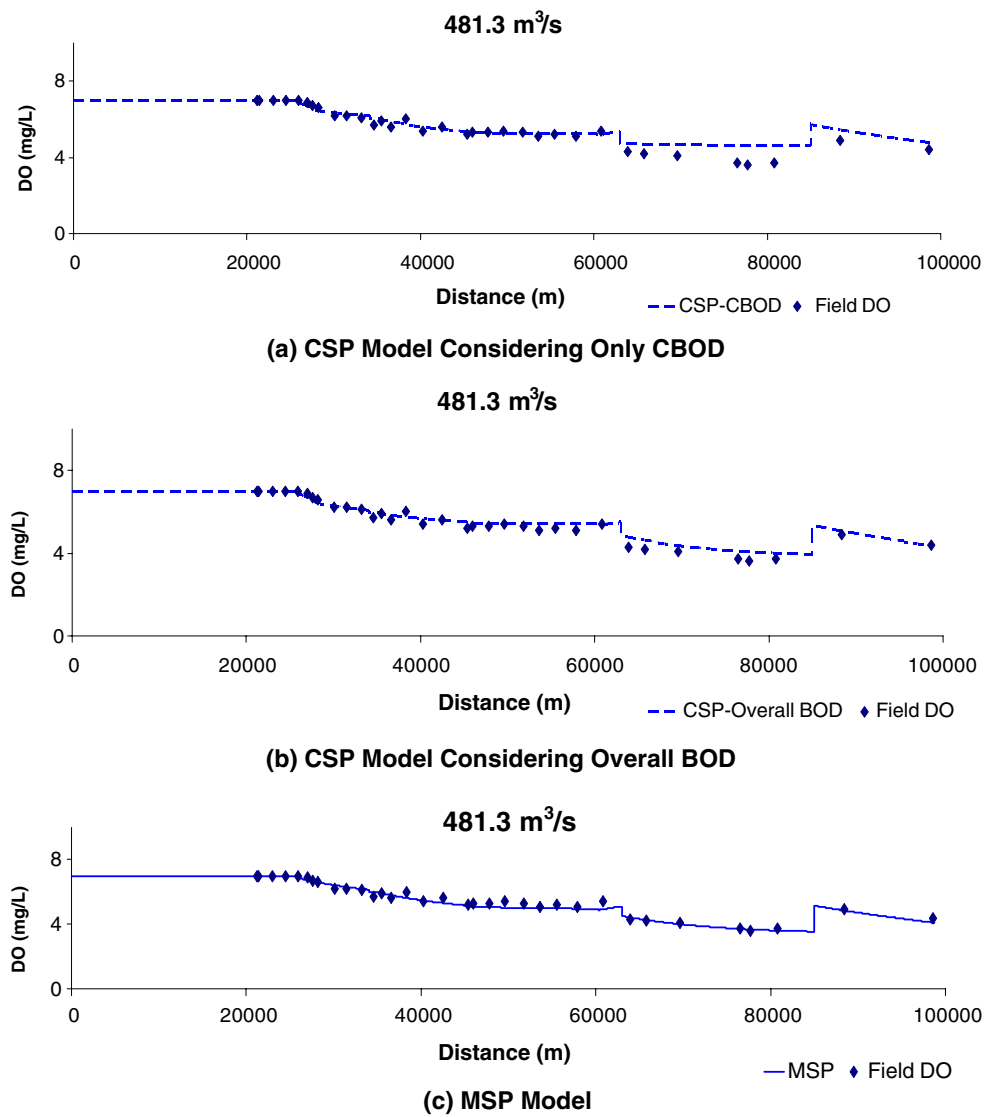 481.3 m³/s
8
4
0
DO (mg/L)
0 20000 40000 60000 80000 100000
Distance (m)
CSP-CBOD Field DO
(a) CSP Model Considering Only CBOD
481.3 m³/s
8
4
0
DO (mg/L)
0 20000 40000 60000 80000 100000
Distance (m)
CSP-Overall BOD Field DO
(b) CSP Model Considering Overall BOD
481.3 m³/s
8
4
0
DO (mg/L)
0 20000 40000 60000 80000 100000
Distance (m)
MSP Field DO
(c) MSP Model